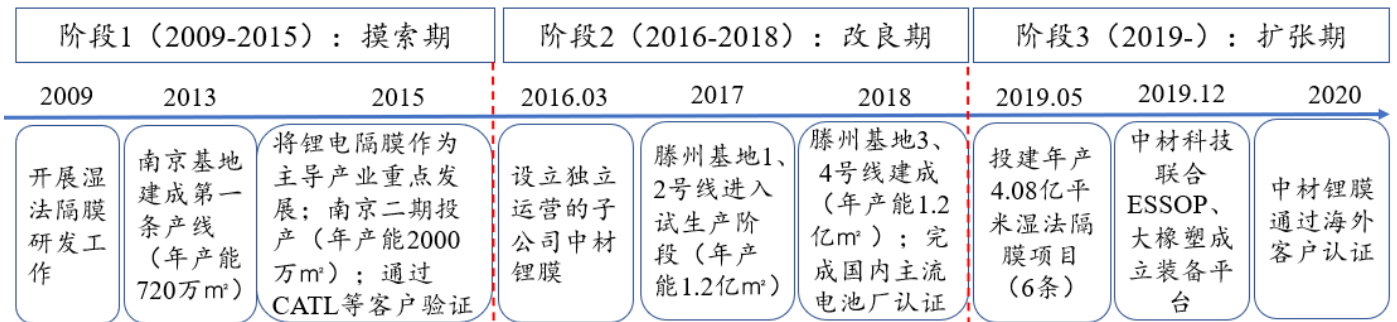 阶段1（2009-2015）：摸索期
阶段2（2016-2018）：改良期
阶段3（2019-）：扩张期
2009
2013
2015
2016.03
2017
2018
2019.05
2019.12
2020
开展湿
法隔膜
研发工
作
南京基地
建成第一
条产线
（年产能
720万㎡）
将锂电隔膜作为
主导产业重点发
展；南京二期投
产（年产能2000
万㎡）；通过
CATL等客户验证
设立独立
运营的子
公司中材
锂膜
滕州基地1、
2号线进入
试生产阶
段（年产
能1.2亿㎡）
滕州基地3、
4号线建成
（年产能1.2
亿㎡）；完
成国内主流
电池厂认证
投建年产
4.08亿平
米湿法隔
膜项目
（6条）
中材科技
联合
ESSOP、
大橡塑成
立装备平
台
中材锂膜
通过海外
客户认证